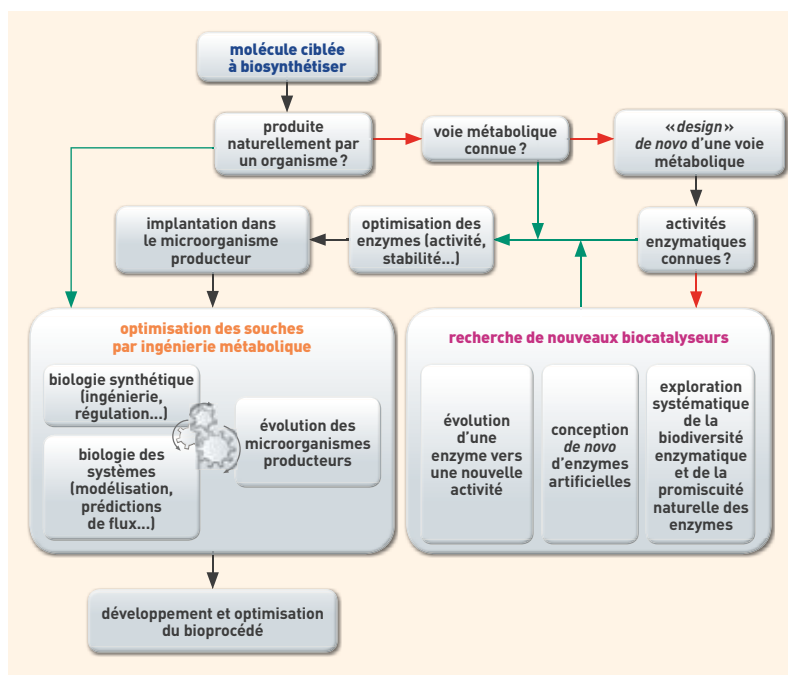 molécule ciblée
à biosynthétiser
produite
naturellement par
un organisme ?
voie métabolique
connue ?
«design»
de novo d'une voie
métabolique
implantation dans
le microorganisme
producteur
optimisation des
enzymes (activité,
stabilité...)
activités
enzymatiques
connues ?
optimisation des souches
par ingénierie métabolique
biologie synthétique
(ingénierie,
régulation...)
biologie des
systèmes
(modélisation,
prédictions
de flux...)
évolution des
microorganismes
producteurs
recherche de nouveaux biocatalyseurs
évolution
d'une
enzyme vers
une nouvelle
activité
conception
de novo
d'enzymes
artificielles
exploration
systématique
de la
biodiversité
enzymatique
et de la
promiscuité
naturelle des
enzymes
développement et optimisation
du bioprocédé